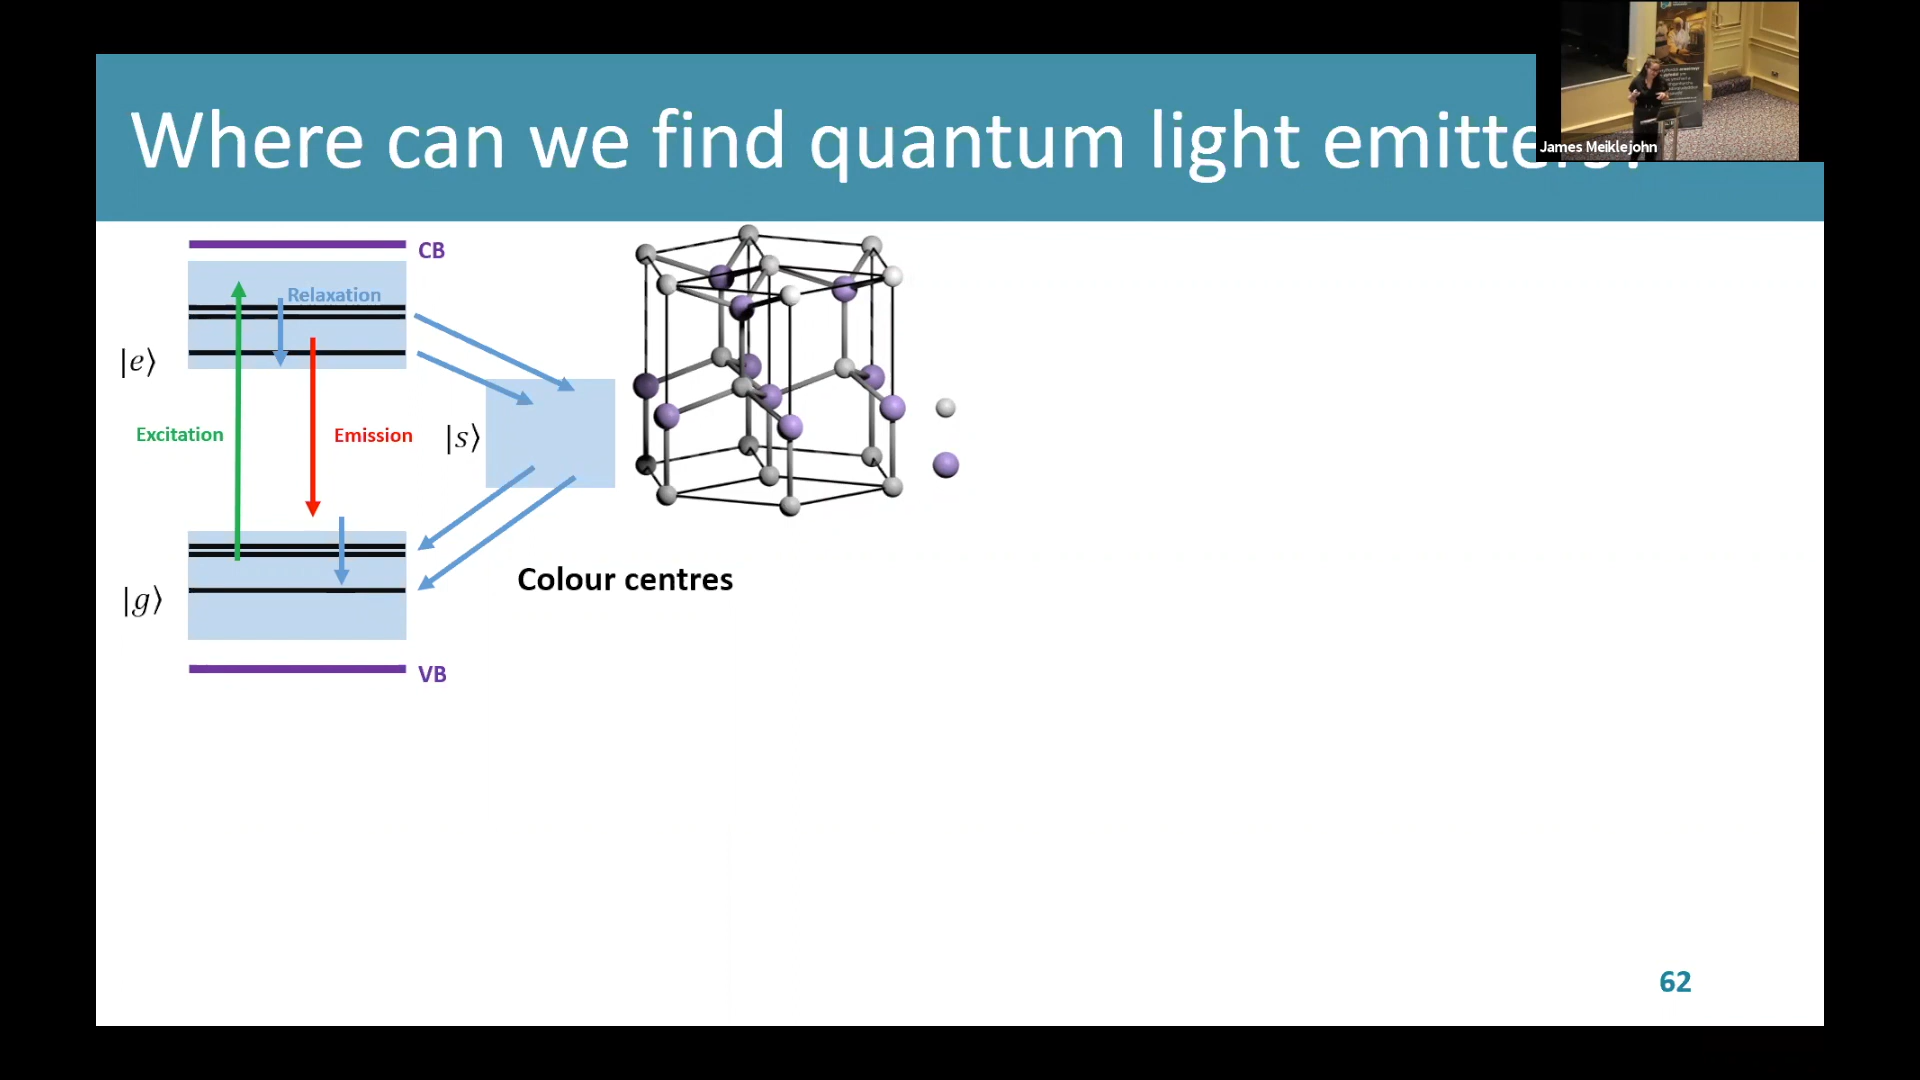 Where can we find quantum light emitters?
James Meiklejohn
CB
Relaxation
|e⟩
Excitation
Emission
|s⟩
Colour centres
|g⟩
VB
62